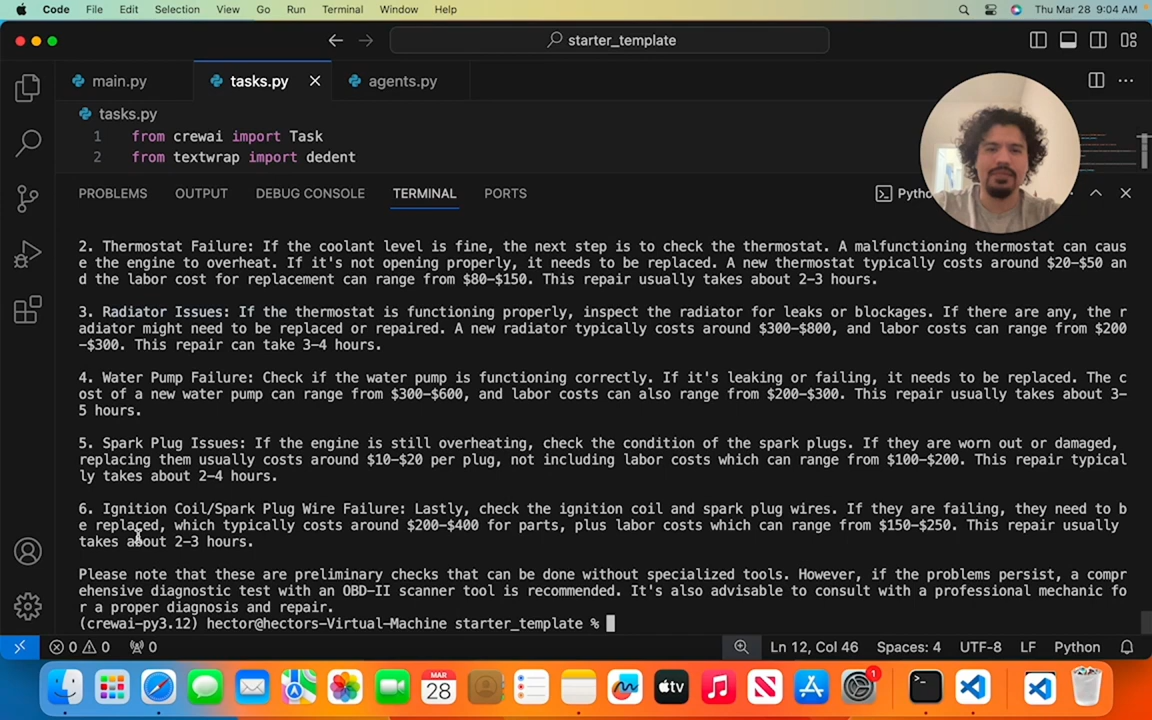 Code File Edit Selection View Go Run Terminal Window Help Thu Mar 28 9:04 AM
starter_template
main.py tasks.py agents.py
tasks.py
1 from crewai import Task
2 from textwrap import dedent
PROBLEMS OUTPUT DEBUG CONSOLE TERMINAL PORTS
2. Thermostat Failure: If the coolant level is fine, the next step is to check the thermostat. A malfunctioning thermostat can caus
e the engine to overheat. If it's not opening properly, it needs to be replaced. A new thermostat typically costs around $20-$50 an
d the labor cost for replacement can range from $80-$150. This repair usually takes about 2-3 hours.
3. Radiator Issues: If the thermostat is functioning properly, inspect the radiator for leaks or blockages. If there are any, the r
adiator might need to be replaced or repaired. A new radiator typically costs around $300-$800, and labor costs can range from $200
-$300. This repair can take 3-4 hours.
4. Water Pump Failure: Check if the water pump is functioning correctly. If it's leaking or failing, it needs to be replaced. The c
ost of a new water pump can range from $300-$600, and labor costs can also range from $200-$300. This repair usually takes about 3-
5 hours.
5. Spark Plug Issues: If the engine is still overheating, check the condition of the spark plugs. If they are worn out or damaged,
replacing them usually costs around $10-$20 per plug, not including labor costs which can range from $100-$200. This repair typical
ly takes about 2-4 hours.
6. Ignition Coil/Spark Plug Wire Failure: Lastly, check the ignition coil and spark plug wires. If they are failing, they need to b
e replaced, which typically costs around $200-$400 for parts, plus labor costs which can range from $150-$250. This repair usually
takes about 2-3 hours.
Please note that these are preliminary checks that can be done without specialized tools. However, if the problems persist, a compr
ehensive diagnostic test with an OBD-II scanner tool is recommended. It's also advisable to consult with a professional mechanic fo
r a proper diagnosis and repair.
(crewai-py3.12) hector@hectors-Virtual-Machine starter_template %
0 0 0 Ln 12, Col 46 Spaces: 4 UTF-8 LF Python
MAR
28
tv
1